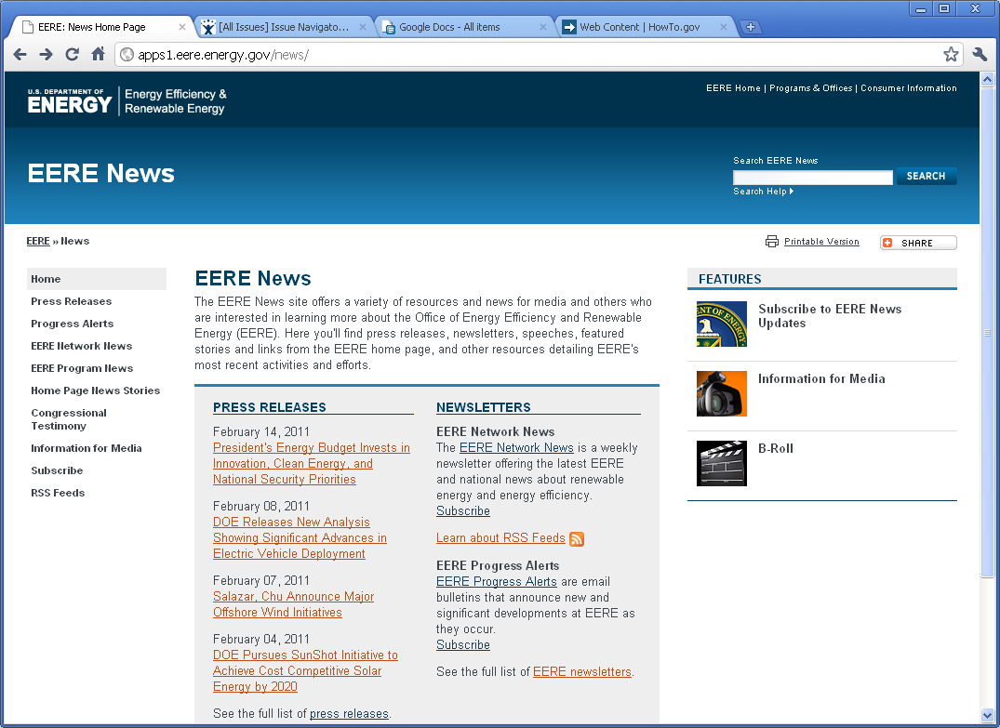 EERE: News Home Page
[All Issues] Issue Navigato...
Google Docs - All items
Web Content | HowTo.gov
apps1.eere.energy.gov/news/
U.S. DEPARTMENT OF
ENERGY
Energy Efficiency &
Renewable Energy
EERE Home | Programs & Offices | Consumer Information
EERE News
Search EERE News
SEARCH
Search Help
EERE » News
Printable Version
SHARE
Home
Press Releases
Progress Alerts
EERE Network News
EERE Program News
Home Page News Stories
Congressional
Testimony
Information for Media
Subscribe
RSS Feeds
EERE News
The EERE News site offers a variety of resources and news for media and others who
are interested in learning more about the Office of Energy Efficiency and Renewable
Energy (EERE). Here you'll find press releases, newsletters, speeches, featured
stories and links from the EERE home page, and other resources detailing EERE's
most recent activities and efforts.
PRESS RELEASES
February 14, 2011
President's Energy Budget Invests in
Innovation, Clean Energy, and
National Security Priorities
February 08, 2011
DOE Releases New Analysis
Showing Significant Advances in
Electric Vehicle Deployment
February 07, 2011
Salazar, Chu Announce Major
Offshore Wind Initiatives
February 04, 2011
DOE Pursues SunShot Initiative to
Achieve Cost Competitive Solar
Energy by 2020
See the full list of press releases.
NEWSLETTERS
EERE Network News
The EERE Network News is a weekly
newsletter offering the latest EERE
and national news about renewable
energy and energy efficiency.
Subscribe
Learn about RSS Feeds
EERE Progress Alerts
EERE Progress Alerts are email
bulletins that announce new and
significant developments at EERE as
they occur.
Subscribe
See the full list of EERE newsletters.
FEATURES
NT OF ENERGY
Subscribe to EERE News
Updates
Information for Media
B-Roll